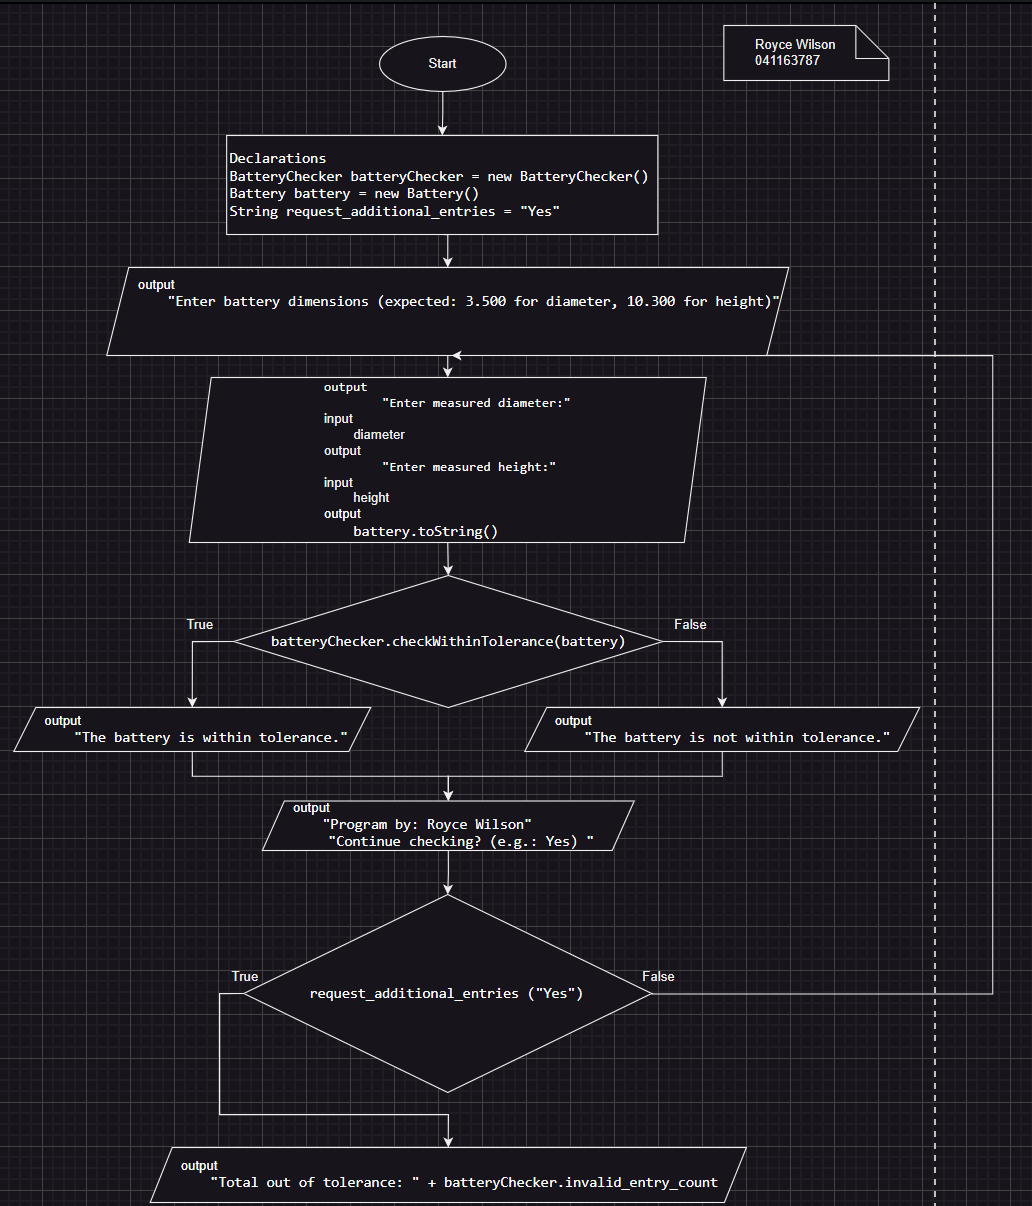 Royce Wilson
041163787
Start
Declarations
BatteryChecker batteryChecker = new BatteryChecker()
Battery battery = new Battery()
String request_additional_entries = "Yes"
output
"Enter battery dimensions (expected: 3.500 for diameter, 10.300 for height)"
output
"Enter measured diameter:"
input
diameter
output
"Enter measured height:"
input
height
output
battery.toString()
True
False
batteryChecker.checkWithinTolerance(battery)
output
"The battery is within tolerance."
output
"The battery is not within tolerance."
output
"Program by: Royce Wilson"
"Continue checking? (e.g.: Yes) "
True
False
request_additional_entries ("Yes")
output
"Total out of tolerance: " + batteryChecker.invalid_entry_count